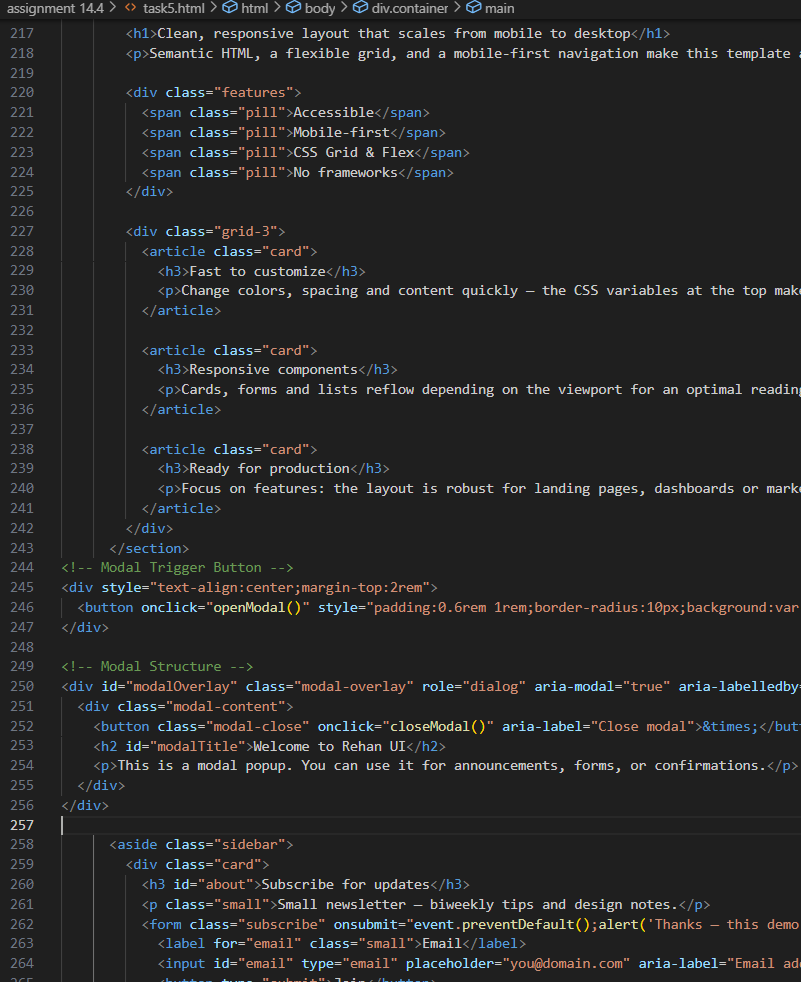 assignment 14.4 > <> task5.html > html > body > div.container > main
217 <h1>Clean, responsive layout that scales from mobile to desktop</h1>
218 <p>Semantic HTML, a flexible grid, and a mobile-first navigation make this template a
219
220 <div class="features">
221 <span class="pill">Accessible</span>
222 <span class="pill">Mobile-first</span>
223 <span class="pill">CSS Grid & Flex</span>
224 <span class="pill">No frameworks</span>
225 </div>
226
227 <div class="grid-3">
228 <article class="card">
229 <h3>Fast to customize</h3>
230 <p>Change colors, spacing and content quickly — the CSS variables at the top make
231 </article>
232
233 <article class="card">
234 <h3>Responsive components</h3>
235 <p>Cards, forms and lists reflow depending on the viewport for an optimal reading
236 </article>
237
238 <article class="card">
239 <h3>Ready for production</h3>
240 <p>Focus on features: the layout is robust for landing pages, dashboards or marke
241 </article>
242 </div>
243 </section>
244 <!-- Modal Trigger Button -->
245 <div style="text-align:center;margin-top:2rem">
246 <button onclick="openModal()" style="padding:0.6rem 1rem;border-radius:10px;background:var
247 </div>
248
249 <!-- Modal Structure -->
250 <div id="modalOverlay" class="modal-overlay" role="dialog" aria-modal="true" aria-labelledby=
251 <div class="modal-content">
252 <button class="modal-close" onclick="closeModal()" aria-label="Close modal">&times;</butt
253 <h2 id="modalTitle">Welcome to Rehan UI</h2>
254 <p>This is a modal popup. You can use it for announcements, forms, or confirmations.</p>
255 </div>
256 </div>
257
258 <aside class="sidebar">
259 <div class="card">
260 <h3 id="about">Subscribe for updates</h3>
261 <p class="small">Small newsletter — biweekly tips and design notes.</p>
262 <form class="subscribe" onsubmit="event.preventDefault();alert('Thanks — this demo
263 <label for="email" class="small">Email</label>
264 <input id="email" type="email" placeholder="you@domain.com" aria-label="Email add
265 <button type="submit">Join</button>